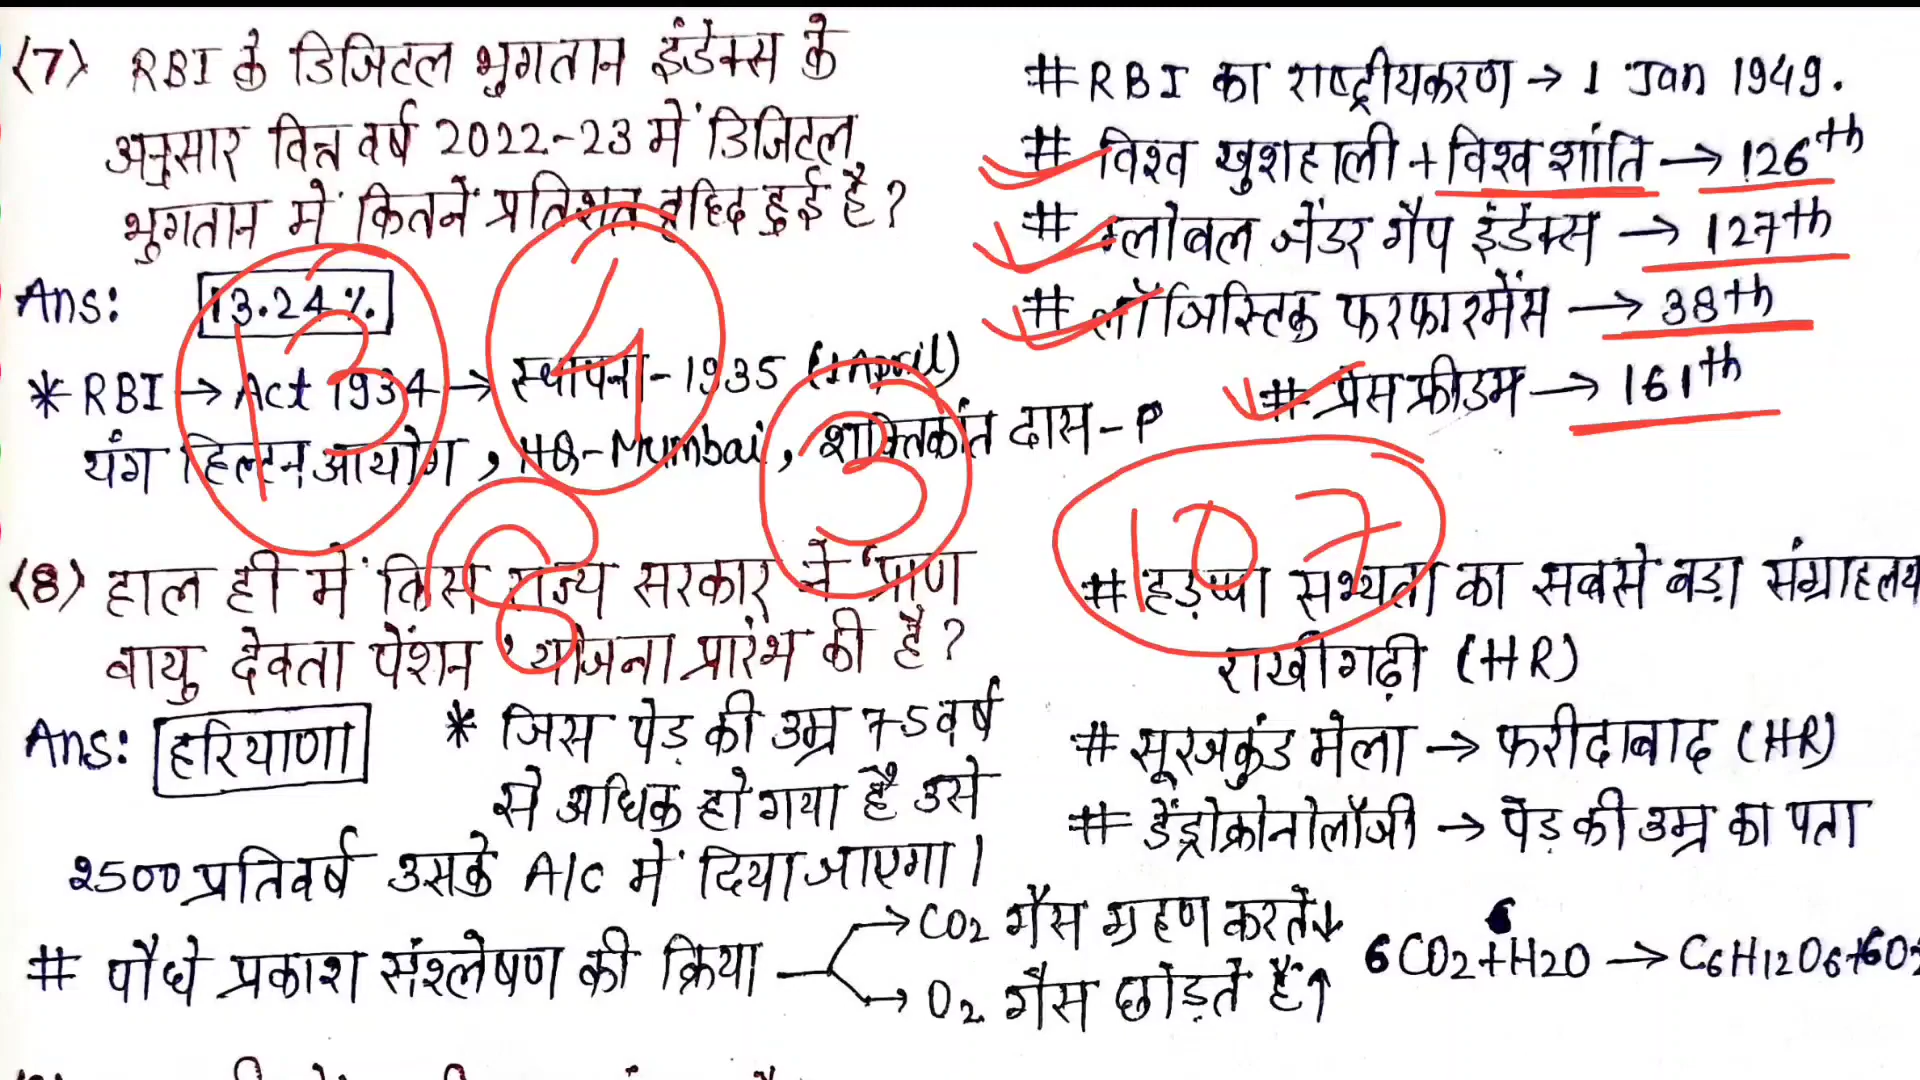 (7) RBI के डिजिटल भुगतान इंडेक्स के
अनुसार वित्त वर्ष 2022-23 में डिजिटल
भुगतान में कितने प्रतिशत वृद्धि हुई है?
Ans: 13.24%
* RBI → Act 1934 → स्थापना - 1935 (1 April)
यंग हिल्टन आयोग, HQ-Mumbai, शक्तिकांत दास - P
# RBI का राष्ट्रीयकरण → 1 Jan 1949.
# विश्व खुशहाली + विश्व शांति → 126th
# ग्लोबल जेंडर गैप इंडेक्स → 127th
# लॉजिस्टिक फरफारमेंस → 38th
# प्रेस फ्रीडम → 161th
13 4 8 3 107
(8) हाल ही में किस राज्य सरकार ने 'प्राण
वायु देवता पेंशन' योजना प्रारंभ की है?
Ans: हरियाणा * जिस पेड़ की उम्र 75 वर्ष
से अधिक हो गया है उसे
2500 प्रतिवर्ष उसके A/C में दिया जाएगा।
# पौधे प्रकाश संश्लेषण की क्रिया
→ CO2 गैस ग्रहण करते↓
→ O2 गैस छोड़ते हैं↑
# हड़प्पा सभ्यता का सबसे बड़ा संग्राहलय
राखीगढ़ी (HR)
# सूरजकुंड मेला → फरीदाबाद (HR)
# डेंड्रोक्रोनोलॉजी → पेड़ की उम्र का पता
6CO2+6H2O → C6H12O6+6O2